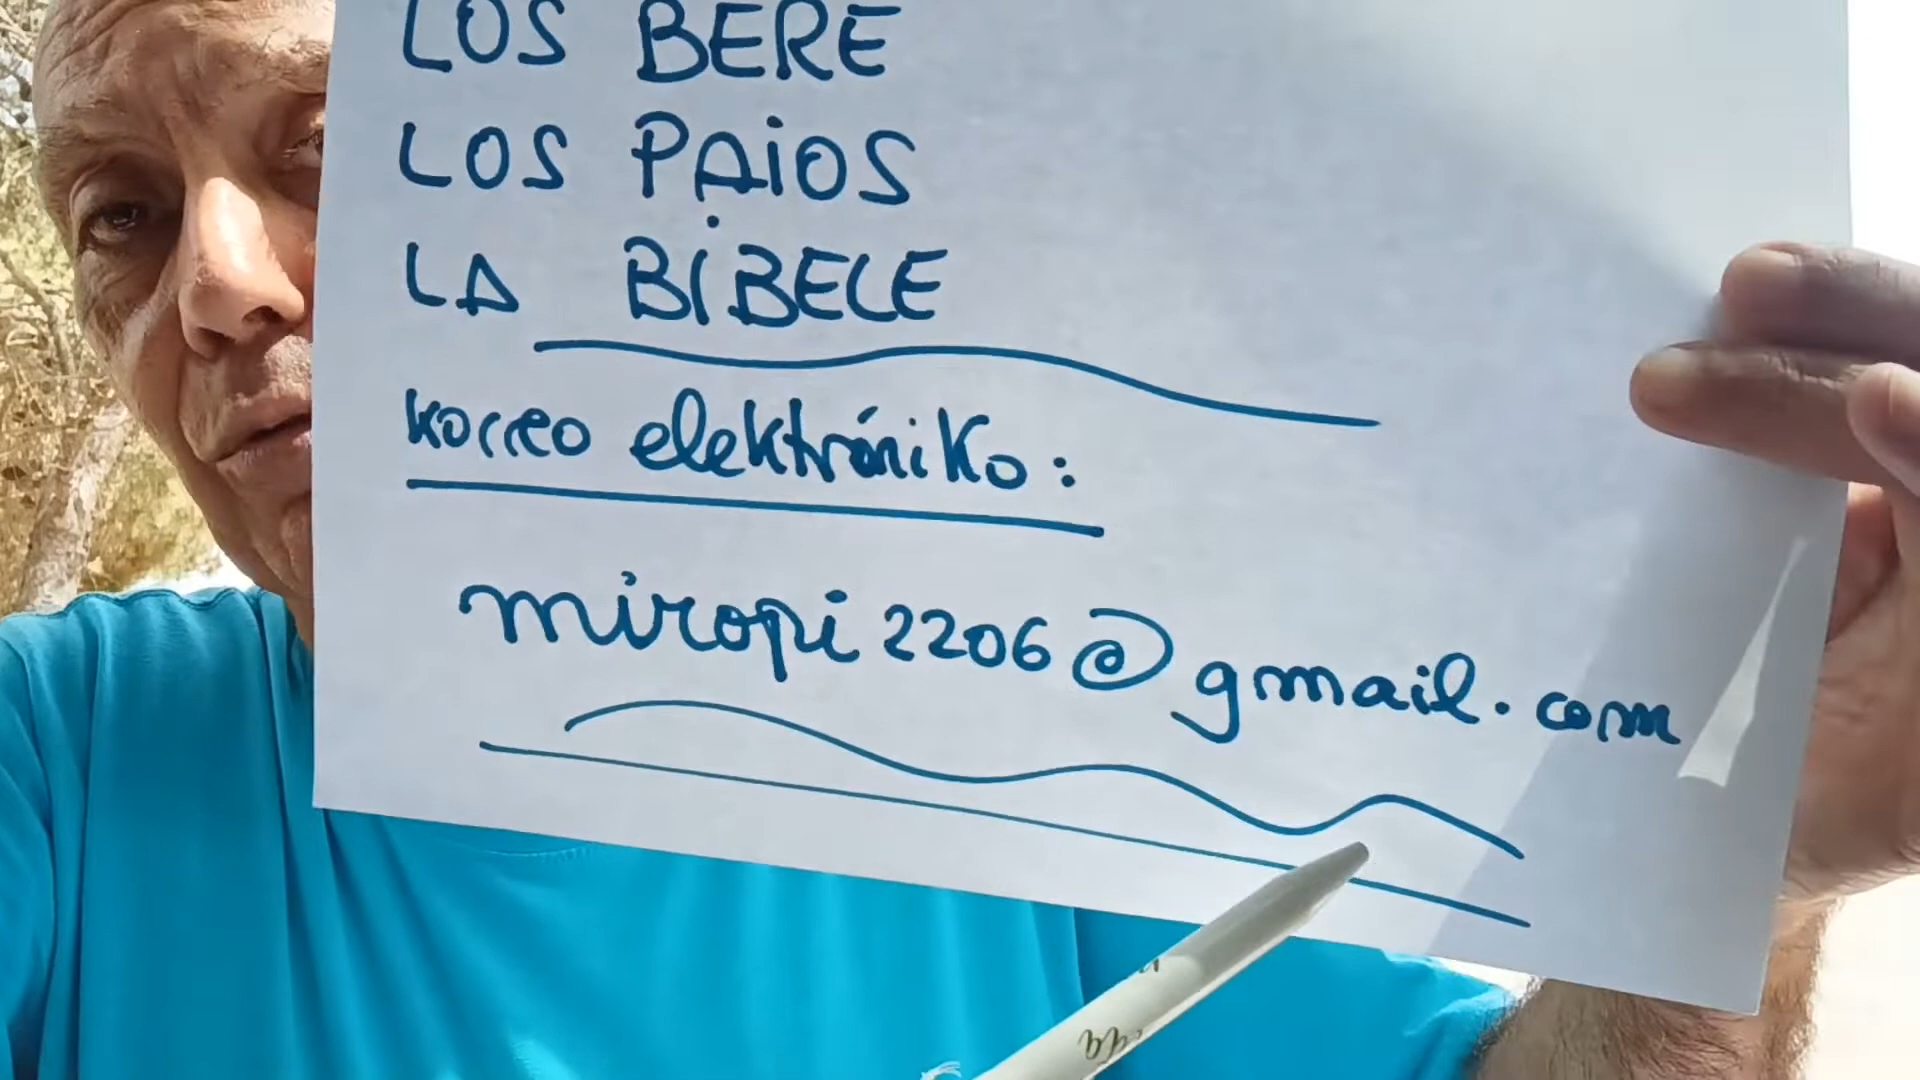 LOS BERE
LOS PAiOS
LA BiBELE
korreo elektróniko:
miropi2206@gmail.com